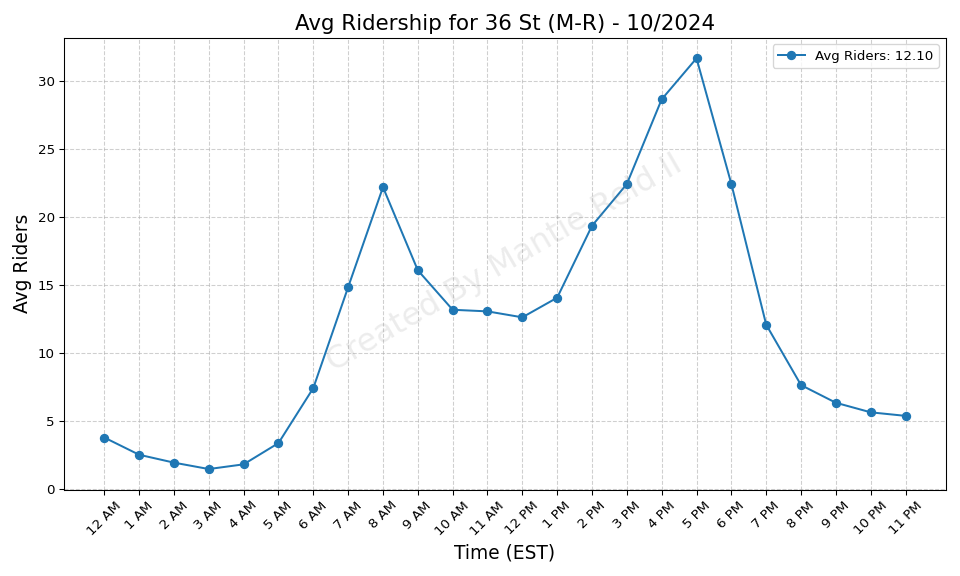 Avg Ridership for 36 St (M-R) - 10/2024
Avg Riders: 12.10
Avg Riders
30
25
20
15
10
5
0
Created By Mantle Reid II
12 AM
1 AM
2 AM
3 AM
4 AM
5 AM
6 AM
7 AM
8 AM
9 AM
10 AM
11 AM
12 PM
1 PM
2 PM
3 PM
4 PM
5 PM
6 PM
7 PM
8 PM
9 PM
10 PM
11 PM
Time (EST)